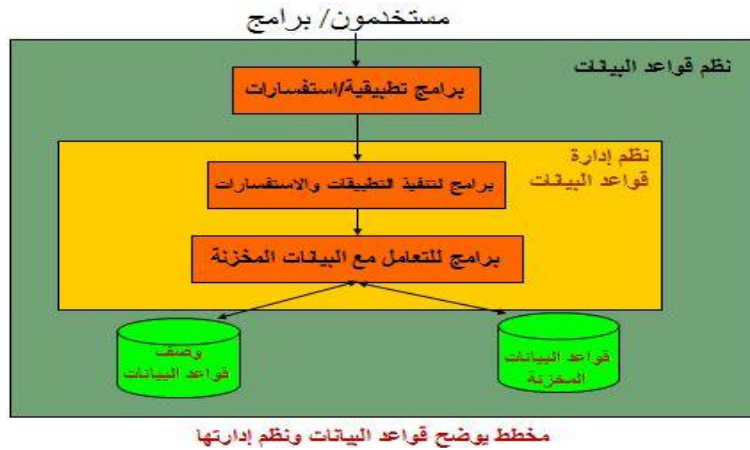 مستخدمون/ برامج
نظم قواعد البيانات
برامج تطبيقية/استفسارات
نظم إدارة
قواعد البيانات
برامج لتنفيذ التطبيقات والاستفسارات
برامج للتعامل مع البيانات المخزنة
قواعد البيانات
المخزنة
وصف
قواعد البيانات
مخطط يوضح قواعد البيانات ونظم إدارتها